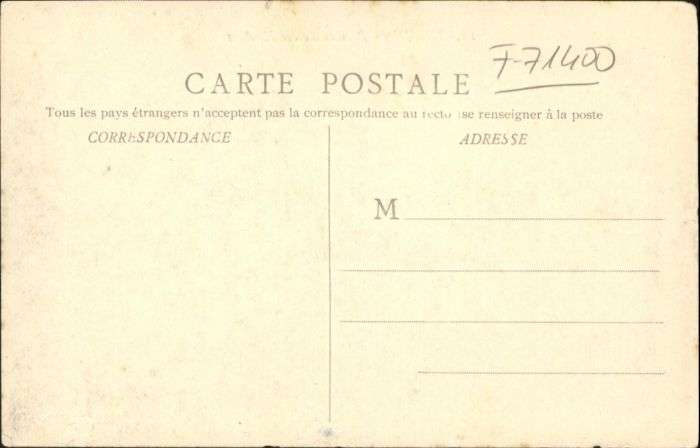 F-71400
CARTE POSTALE
Tous les pays étrangers n'acceptent pas la correspondance au recto se renseigner à la poste
CORRESPONDANCE
ADRESSE
M